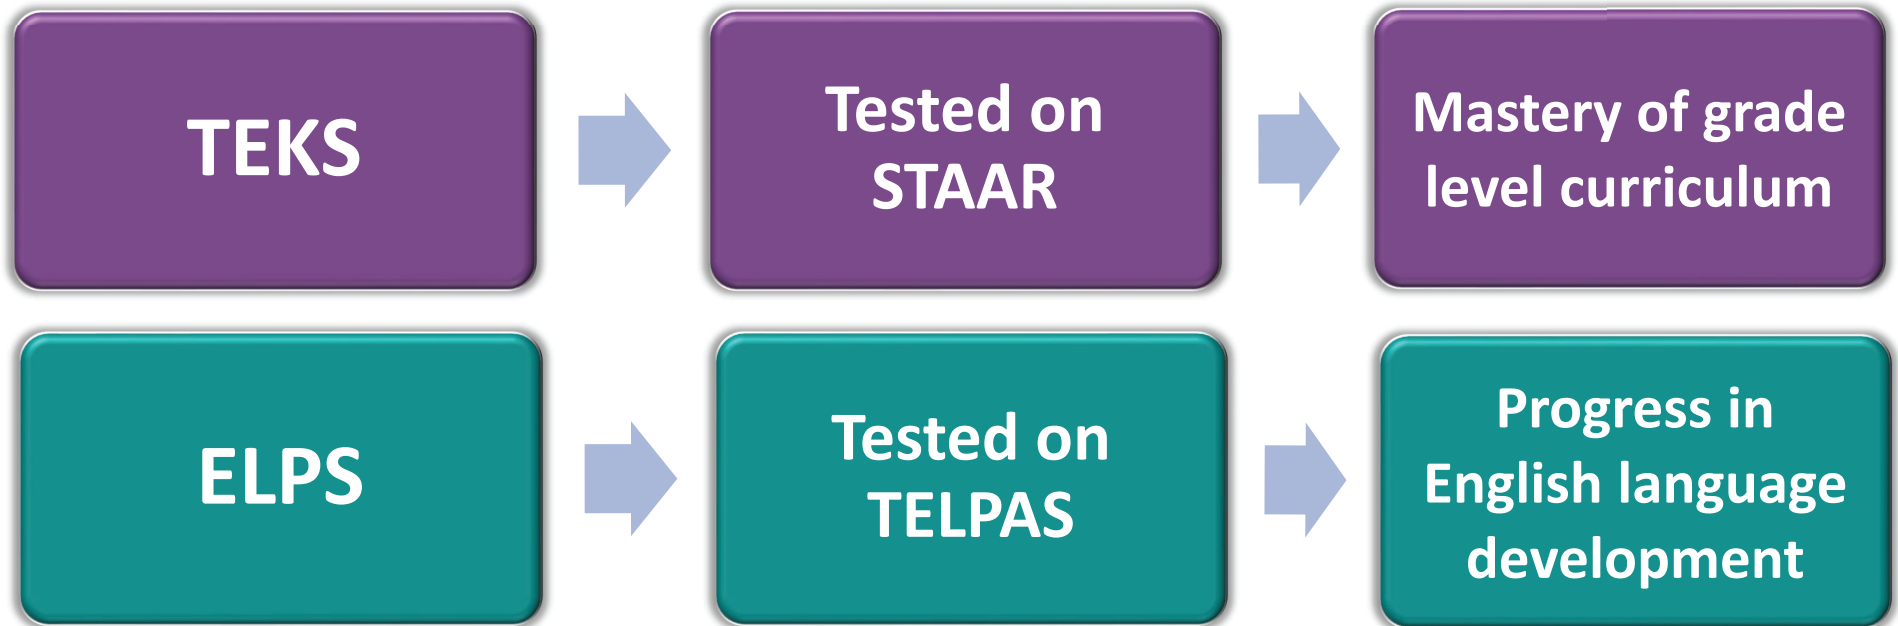 TEKS
Tested on
STAAR
Mastery of grade
level curriculum
ELPS
Tested on
TELPAS
Progress in
English language
development